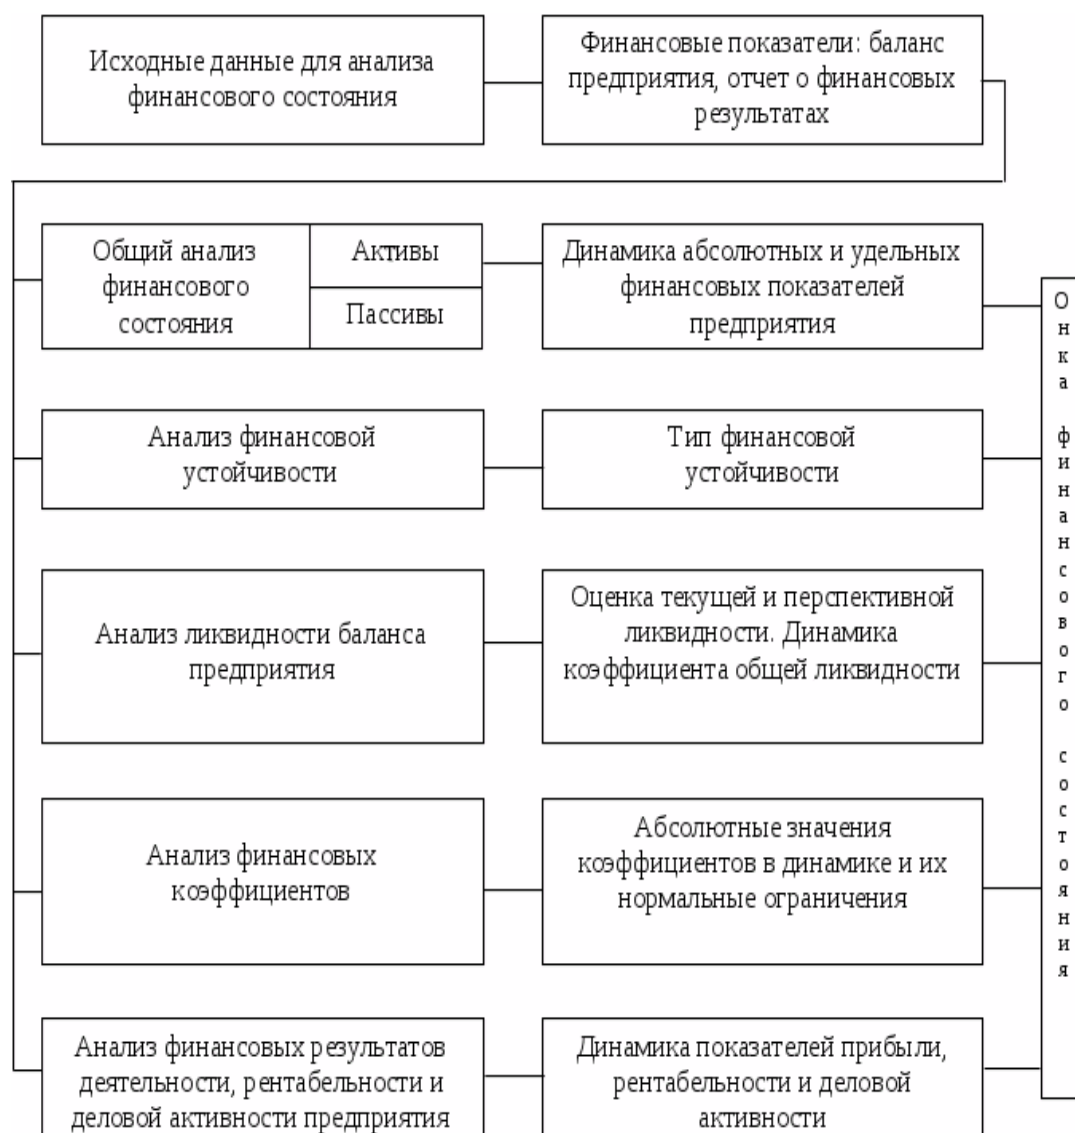 Исходные данные для анализа
финансового состояния
Финансовые показатели: баланс
предприятия, отчет о финансовых
результатах
Общий анализ
финансового
состояния
Активы
Пассивы
Динамика абсолютных и удельных
финансовых показателей
предприятия
Анализ финансовой
устойчивости
Тип финансовой
устойчивости
Анализ ликвидности баланса
предприятия
Оценка текущей и перспективной
ликвидности. Динамика
коэффициента общей ликвидности
Анализ финансовых
коэффициентов
Абсолютные значения
коэффициентов в динамике и их
нормальные ограничения
Анализ финансовых результатов
деятельности, рентабельности и
деловой активности предприятия
Динамика показателей прибыли,
рентабельности и деловой
активности
Онка финансового состояния